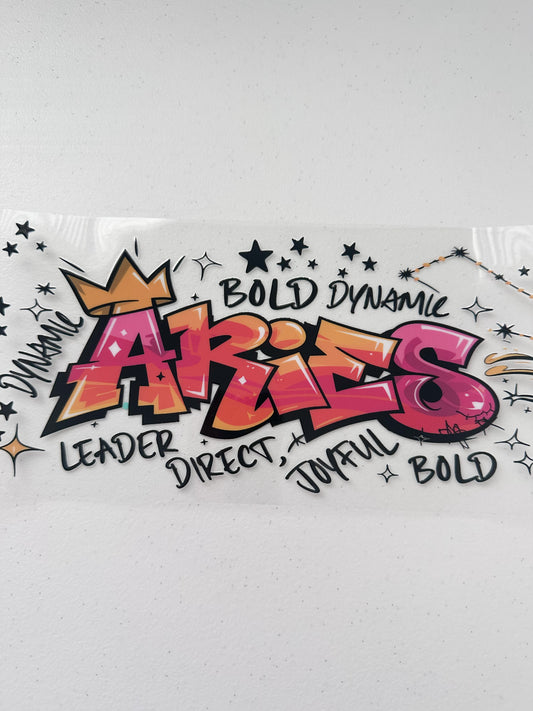 BOLD DYNAMIC
DYNAMIC
ARiES
LEADER
DIRECT,
JOYFUL
BOLD